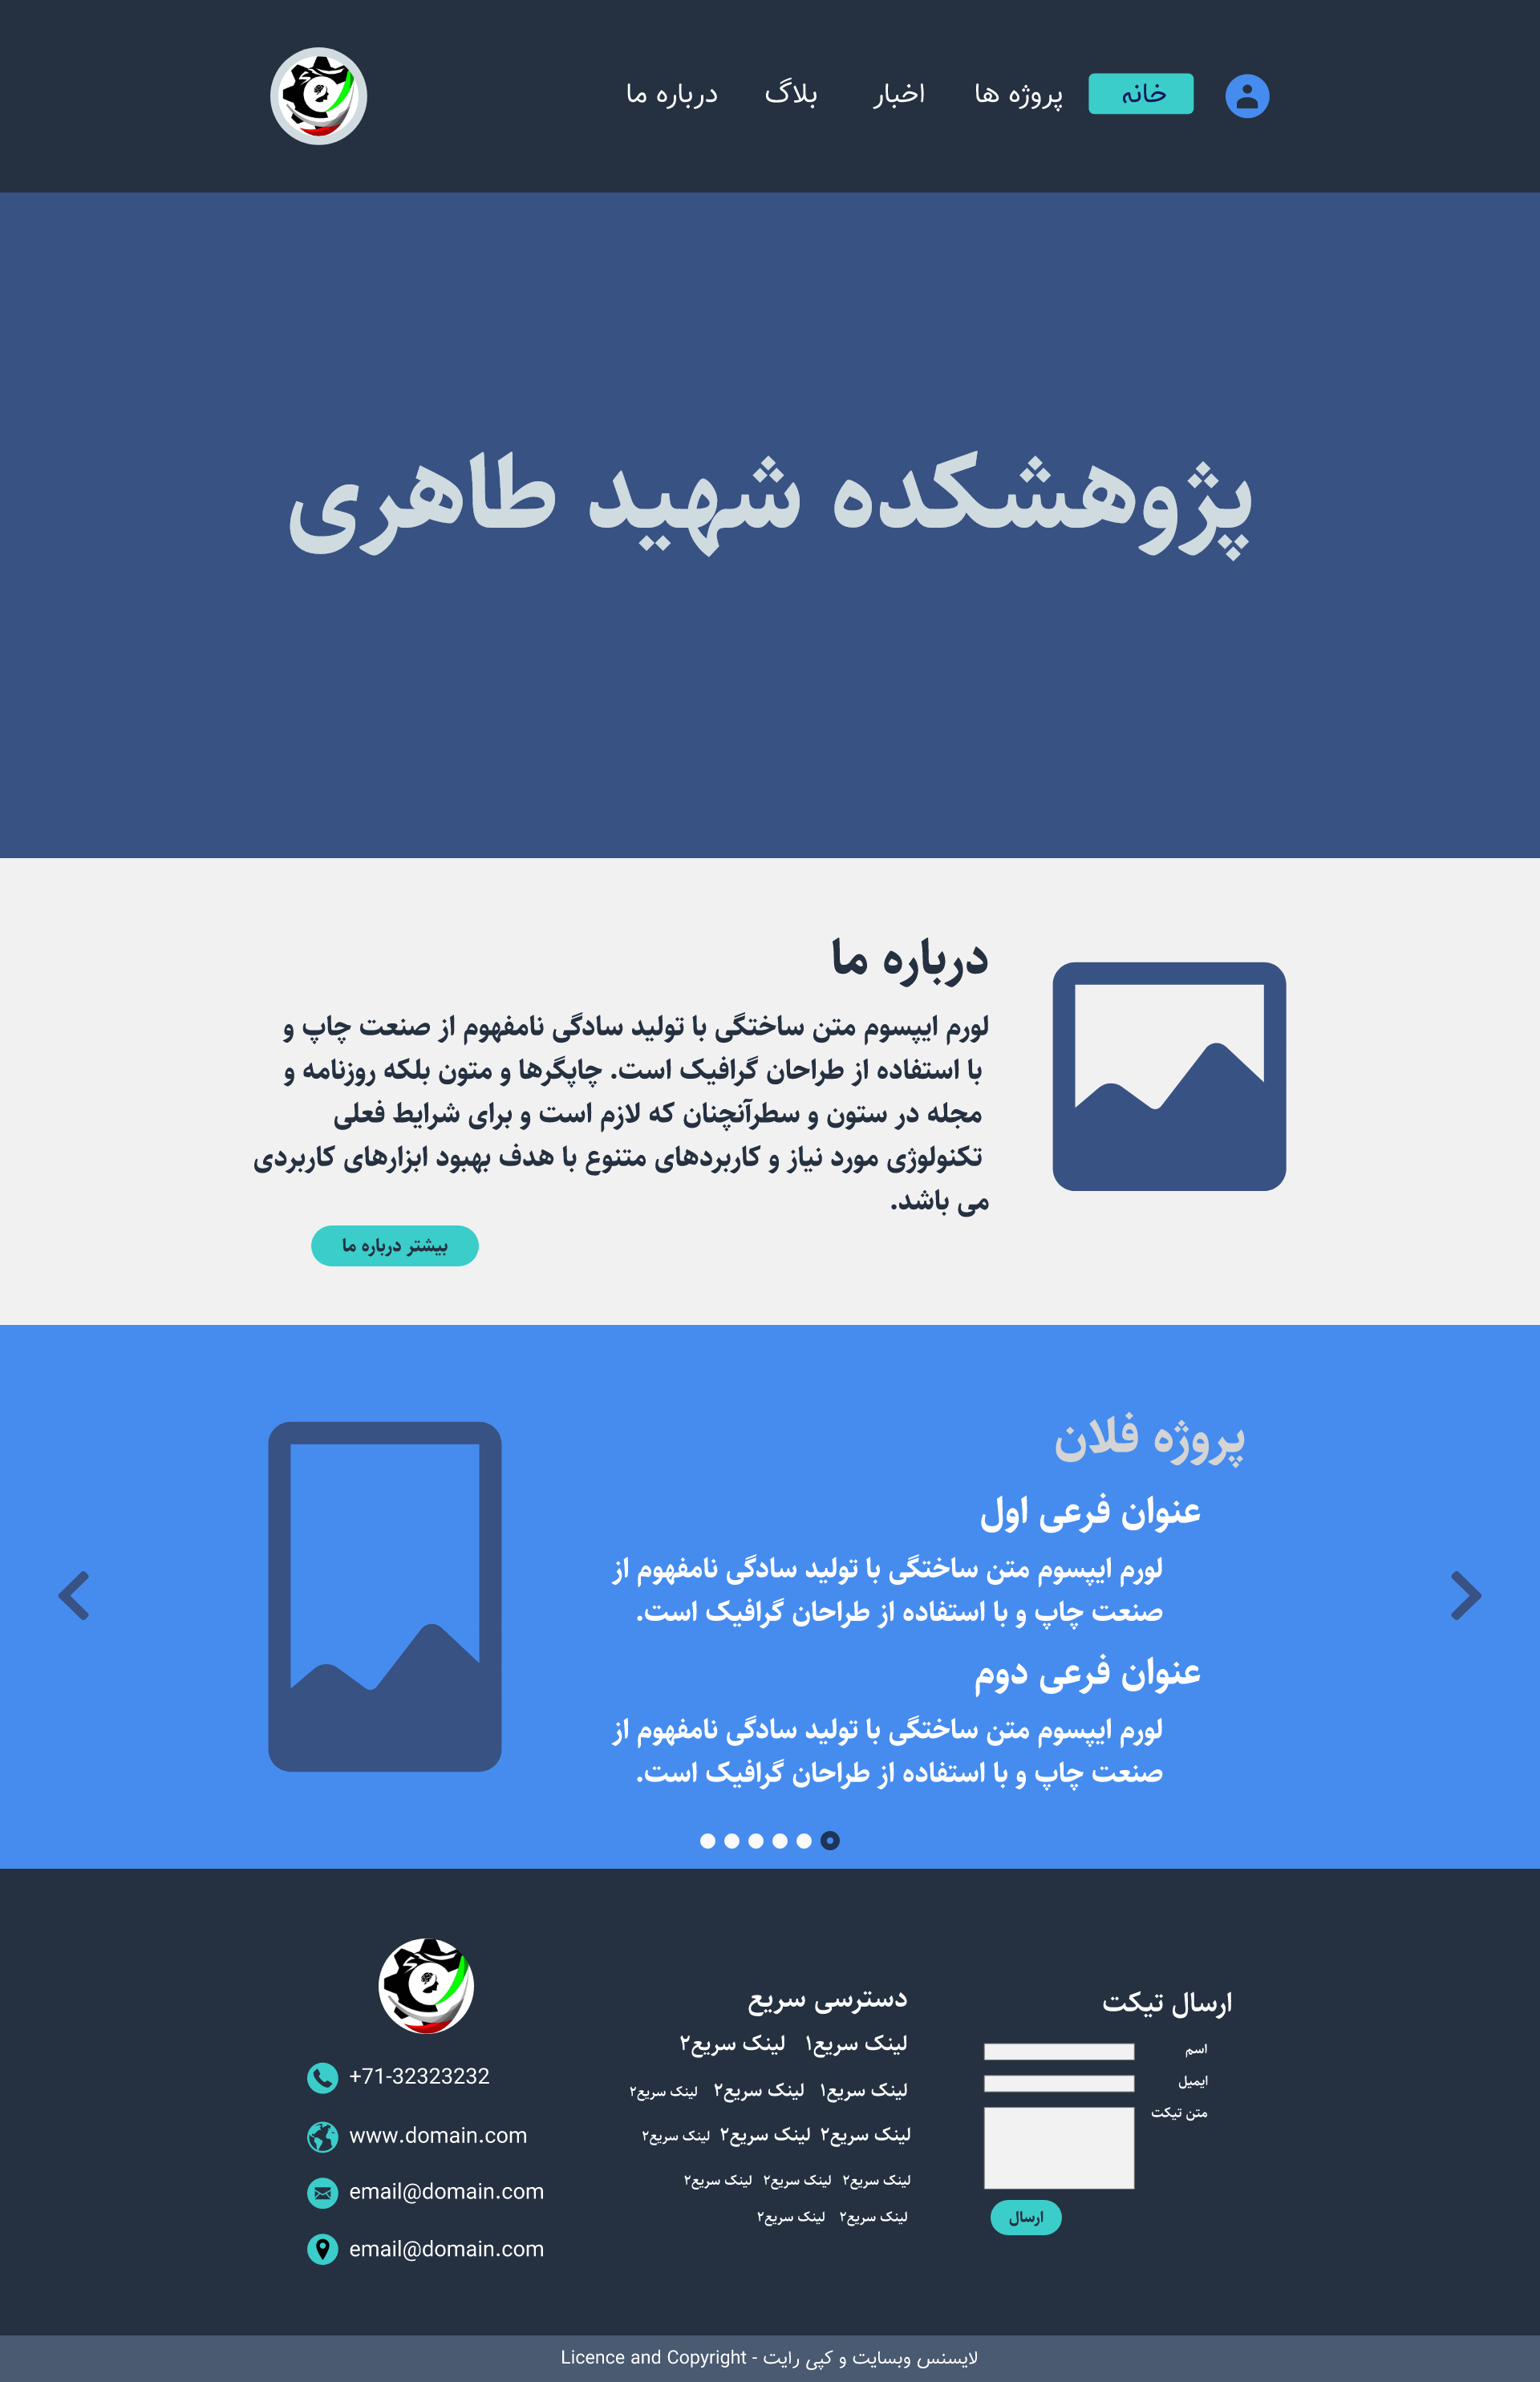 خانه
پروژه ها
اخبار
بلاگ
درباره ما
پژوهشکده شهید طاهری
درباره ما
لورم ایپسوم متن ساختگی با تولید سادگی نامفهوم از صنعت چاپ و
با استفاده از طراحان گرافیک است. چاپگرها و متون بلکه روزنامه و
مجله در ستون و سطرآنچنان که لازم است و برای شرایط فعلی
تکنولوژی مورد نیاز و کاربردهای متنوع با هدف بهبود ابزارهای کاربردی
می باشد.
بیشتر درباره ما
پروژه فلان
عنوان فرعی اول
لورم ایپسوم متن ساختگی با تولید سادگی نامفهوم از
صنعت چاپ و با استفاده از طراحان گرافیک است.
عنوان فرعی دوم
لورم ایپسوم متن ساختگی با تولید سادگی نامفهوم از
صنعت چاپ و با استفاده از طراحان گرافیک است.
ارسال تیکت
اسم
ایمیل
متن تیکت
ارسال
دسترسی سریع
لینک سریع۱ لینک سریع۲
لینک سریع۱ لینک سریع۲ لینک سریع۲
لینک سریع۲ لینک سریع۲ لینک سریع۲
لینک سریع۲ لینک سریع۲ لینک سریع۲
لینک سریع۲ لینک سریع۲
+71-32323232
www.domain.com
email@domain.com
email@domain.com
لایسنس وبسایت و کپی رایت - Licence and Copyright